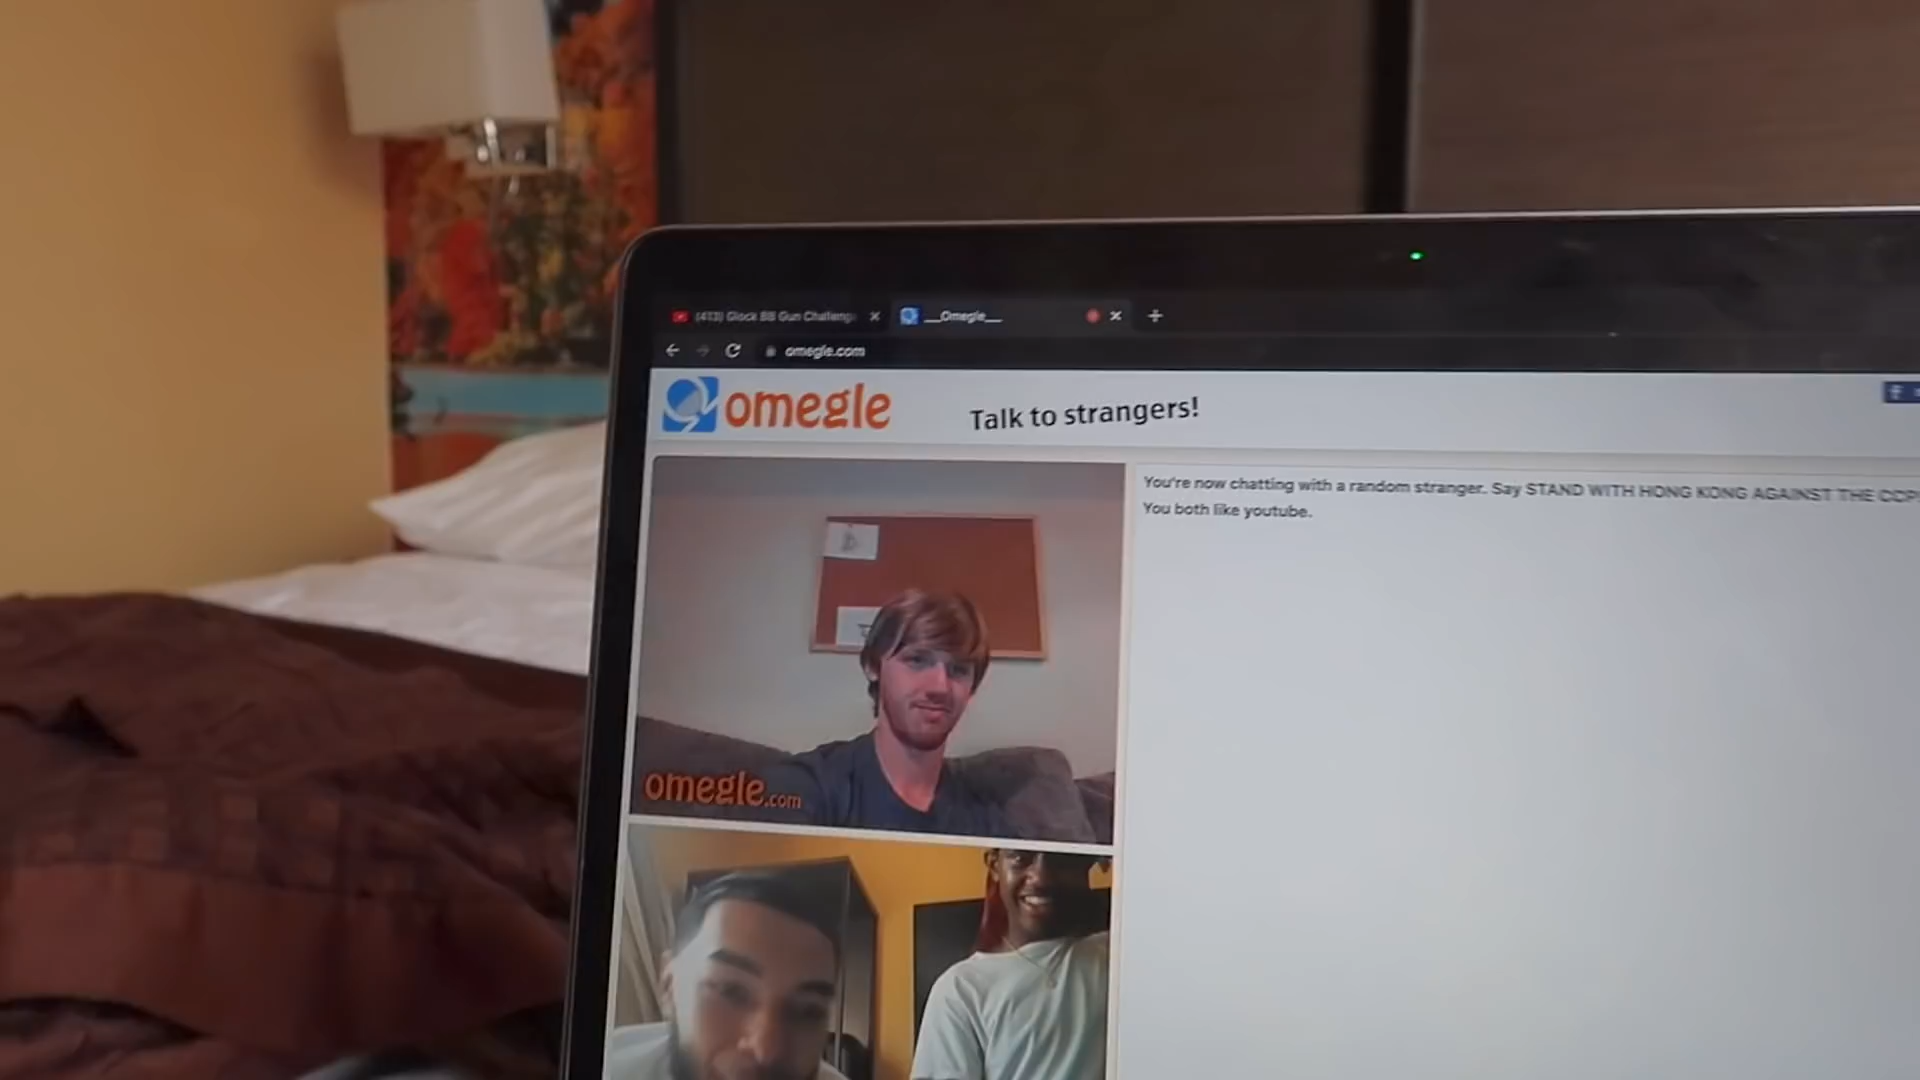 (413) Glock BB Gun Challeng
__Omegle__
omegle.com
omegle
Talk to strangers!
You're now chatting with a random stranger. Say STAND WITH HONG KONG AGAINST THE CCP
You both like youtube.
omegle.com